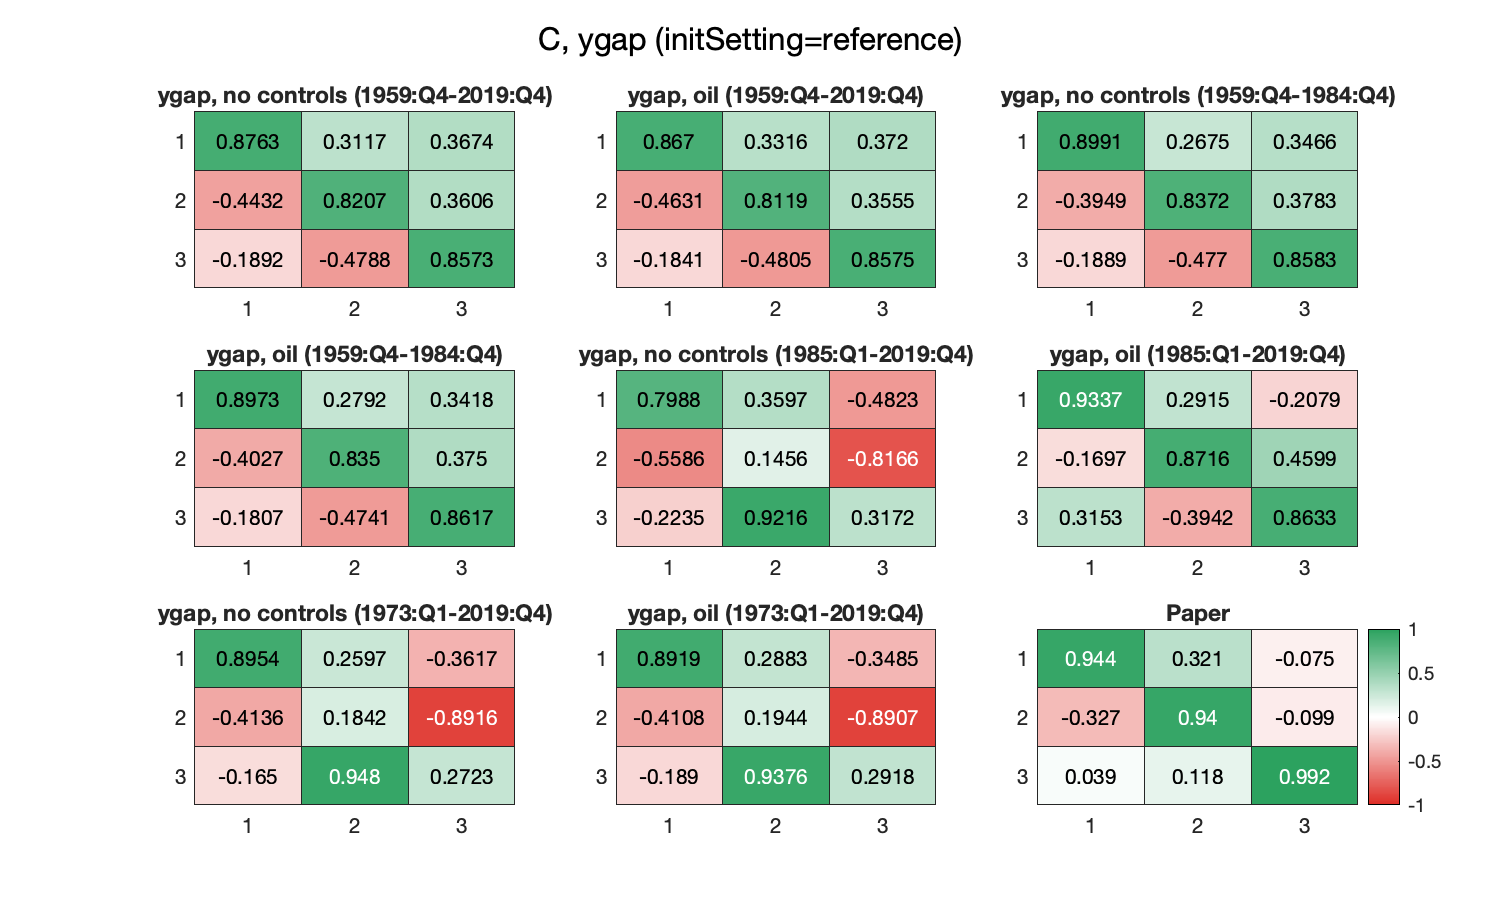 C, ygap (initSetting=reference)
ygap, no controls (1959:Q4-2019:Q4) ygap, oil (1959:Q4-2019:Q4) ygap, no controls (1959:Q4-1984:Q4)
1 0.8763 0.3117 0.3674 1 0.867 0.3316 0.372 1 0.8991 0.2675 0.3466
2 -0.4432 0.8207 0.3606 2 -0.4631 0.8119 0.3555 2 -0.3949 0.8372 0.3783
3 -0.1892 -0.4788 0.8573 3 -0.1841 -0.4805 0.8575 3 -0.1889 -0.477 0.8583
1 2 3 1 2 3 1 2 3
ygap, oil (1959:Q4-1984:Q4) ygap, no controls (1985:Q1-2019:Q4) ygap, oil (1985:Q1-2019:Q4)
1 0.8973 0.2792 0.3418 1 0.7988 0.3597 -0.4823 1 0.9337 0.2915 -0.2079
2 -0.4027 0.835 0.375 2 -0.5586 0.1456 -0.8166 2 -0.1697 0.8716 0.4599
3 -0.1807 -0.4741 0.8617 3 -0.2235 0.9216 0.3172 3 0.3153 -0.3942 0.8633
1 2 3 1 2 3 1 2 3
ygap, no controls (1973:Q1-2019:Q4) ygap, oil (1973:Q1-2019:Q4) Paper
1 0.8954 0.2597 -0.3617 1 0.8919 0.2883 -0.3485 1 0.944 0.321 -0.075 1
0.5
2 -0.4136 0.1842 -0.8916 2 -0.4108 0.1944 -0.8907 2 -0.327 0.94 -0.099 0
-0.5
3 -0.165 0.948 0.2723 3 -0.189 0.9376 0.2918 3 0.039 0.118 0.992
-1
1 2 3 1 2 3 1 2 3